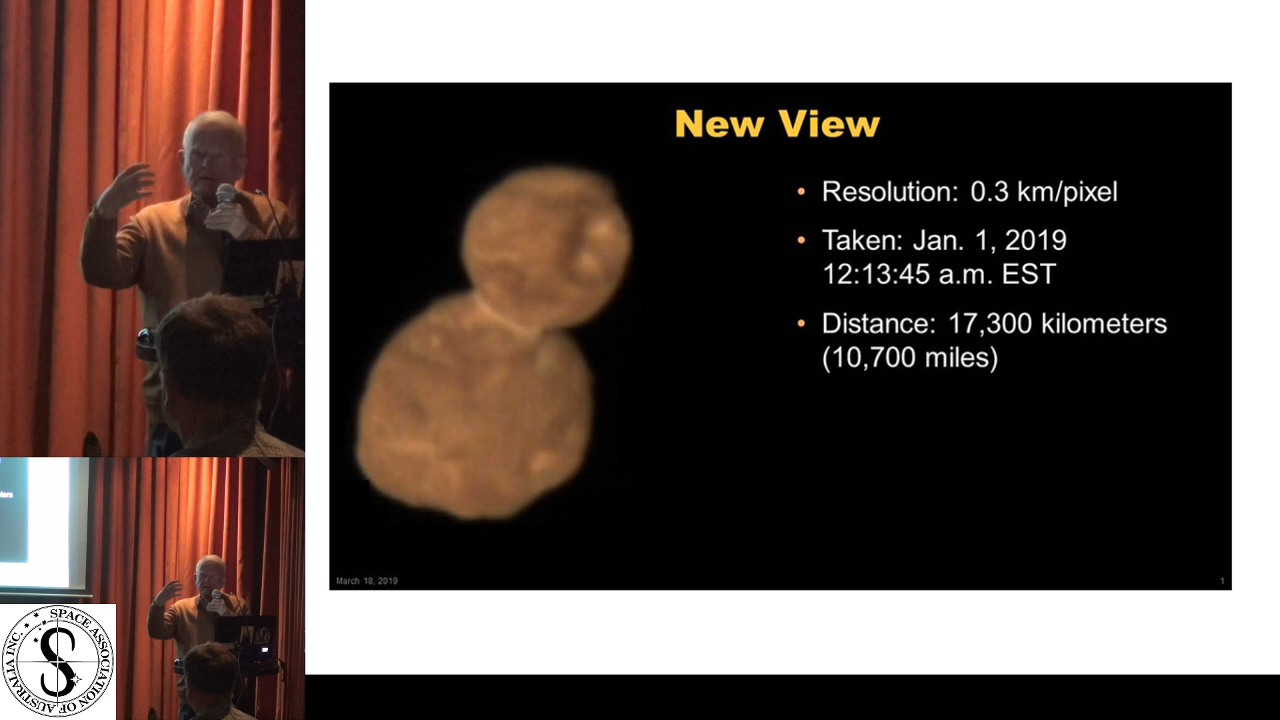 New View
• Resolution: 0.3 km/pixel
• Taken: Jan. 1, 2019
12:13:45 a.m. EST
• Distance: 17,300 kilometers
(10,700 miles)
March 18, 2019
1
SPACE ASSOCIATION OF AUSTRALIA INC.
S